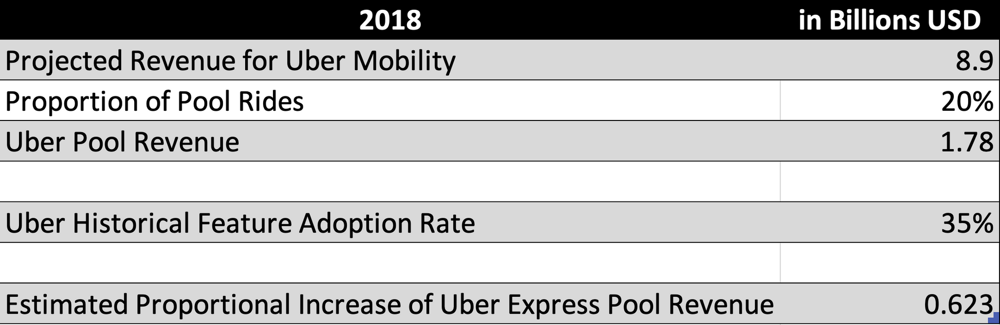 2018 in Billions USD
Projected Revenue for Uber Mobility 8.9
Proportion of Pool Rides 20%
Uber Pool Revenue 1.78
Uber Historical Feature Adoption Rate 35%
Estimated Proportional Increase of Uber Express Pool Revenue 0.623